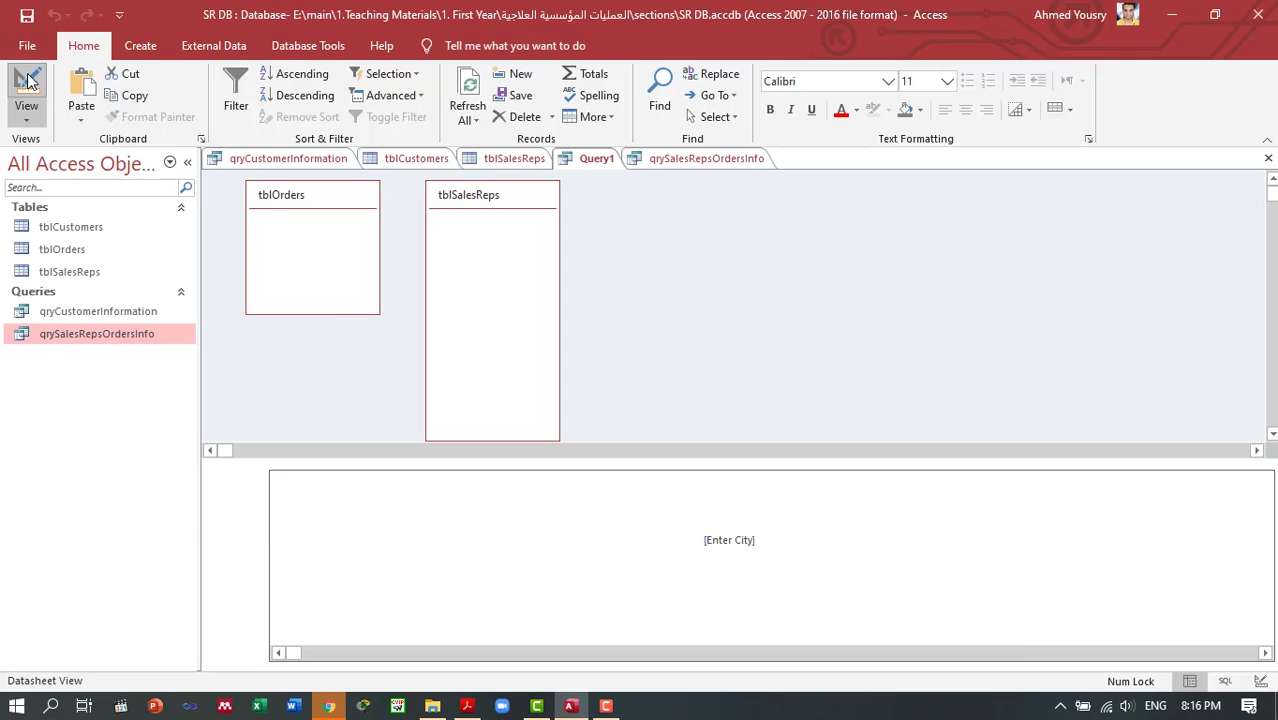 SR DB : Database- E:\main\1.Teaching Materials\1. First Year\العمليات المؤسسية العلاجية\sections\SR DB.accdb (Access 2007 - 2016 file format) - Access
Ahmed Yousry
File
Home
Create
External Data
Database Tools
Help
Tell me what you want to do
View
Views
Paste
Cut
Copy
Format Painter
Clipboard
Filter
Ascending
Descending
Remove Sort
Selection
Advanced
Toggle Filter
Sort & Filter
Refresh
All
New
Save
Delete
Totals
Spelling
More
Records
Find
Replace
Go To
Select
Find
Calibri
11
B I U
Text Formatting
All Access Obje...
Search...
Tables
tblCustomers
tblOrders
tblSalesReps
Queries
qryCustomerInformation
qrySalesRepsOrdersInfo
qryCustomerInformation
tblCustomers
tblSalesReps
Query1
qrySalesRepsOrdersInfo
tblOrders
tblSalesReps
[Enter City]
Datasheet View
Num Lock
SQL
8:16 PM